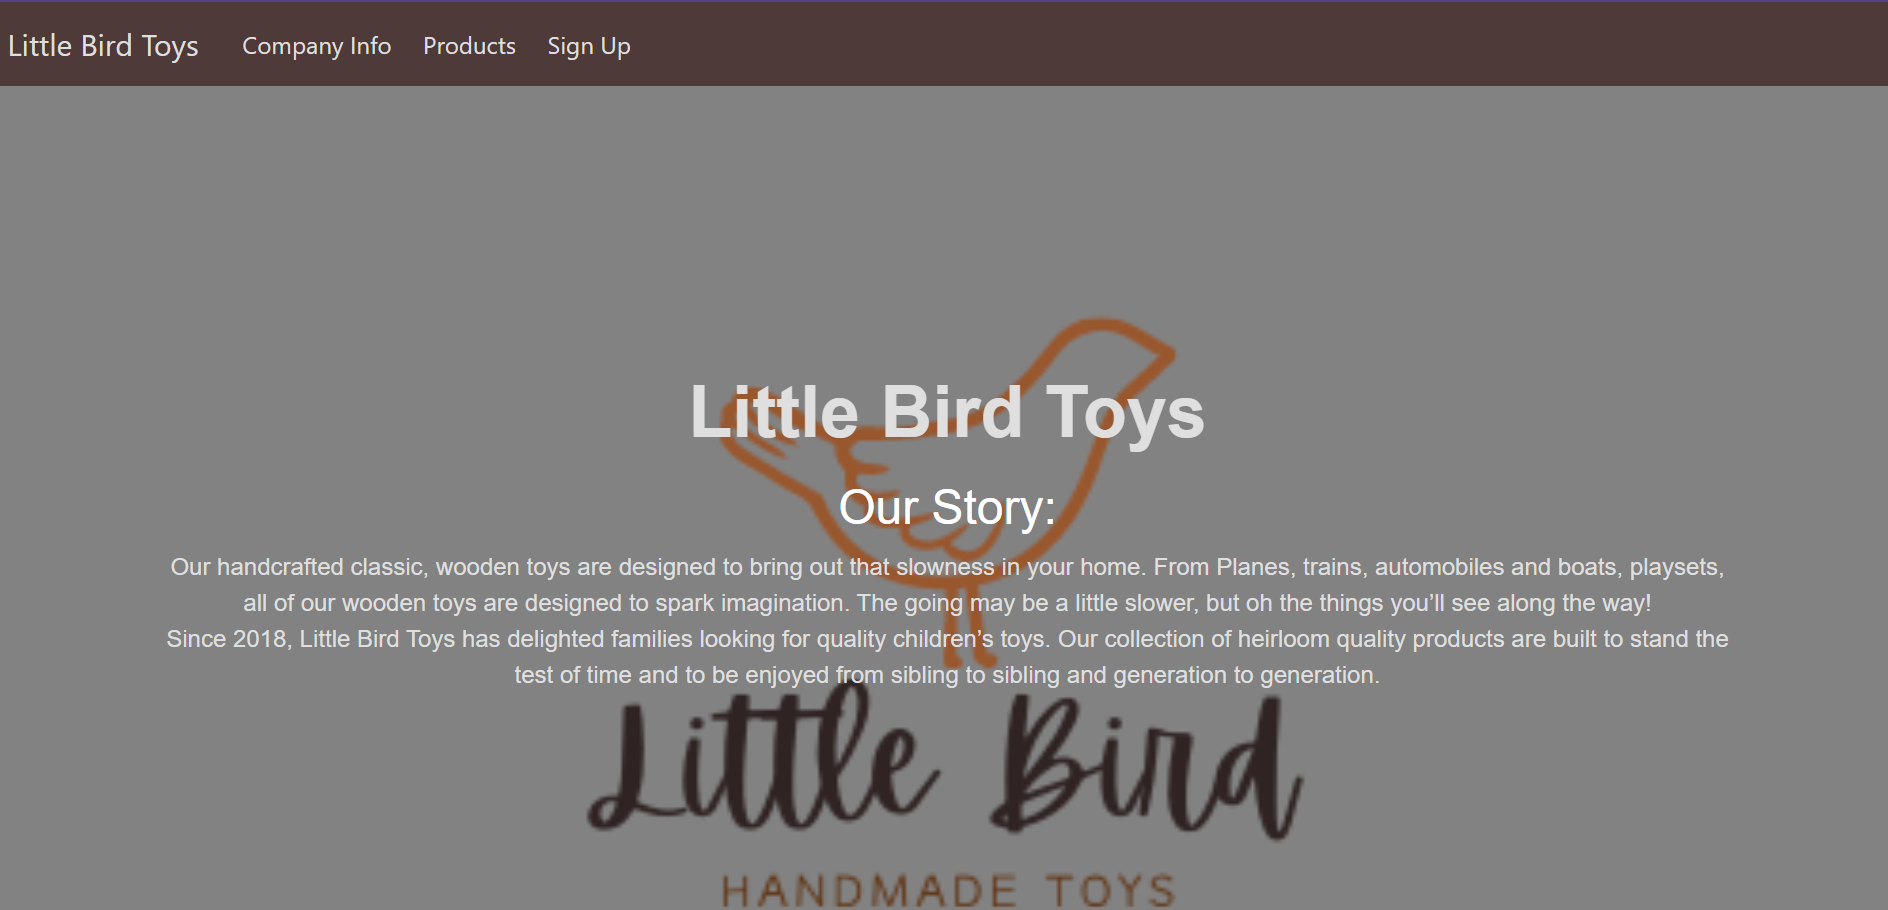 Little Bird Toys Company Info Products Sign Up
Little Bird Toys
Our Story:
Our handcrafted classic, wooden toys are designed to bring out that slowness in your home. From Planes, trains, automobiles and boats, playsets,
all of our wooden toys are designed to spark imagination. The going may be a little slower, but oh the things you’ll see along the way!
Since 2018, Little Bird Toys has delighted families looking for quality children’s toys. Our collection of heirloom quality products are built to stand the
test of time and to be enjoyed from sibling to sibling and generation to generation.
Little Bird
HANDMADE TOYS